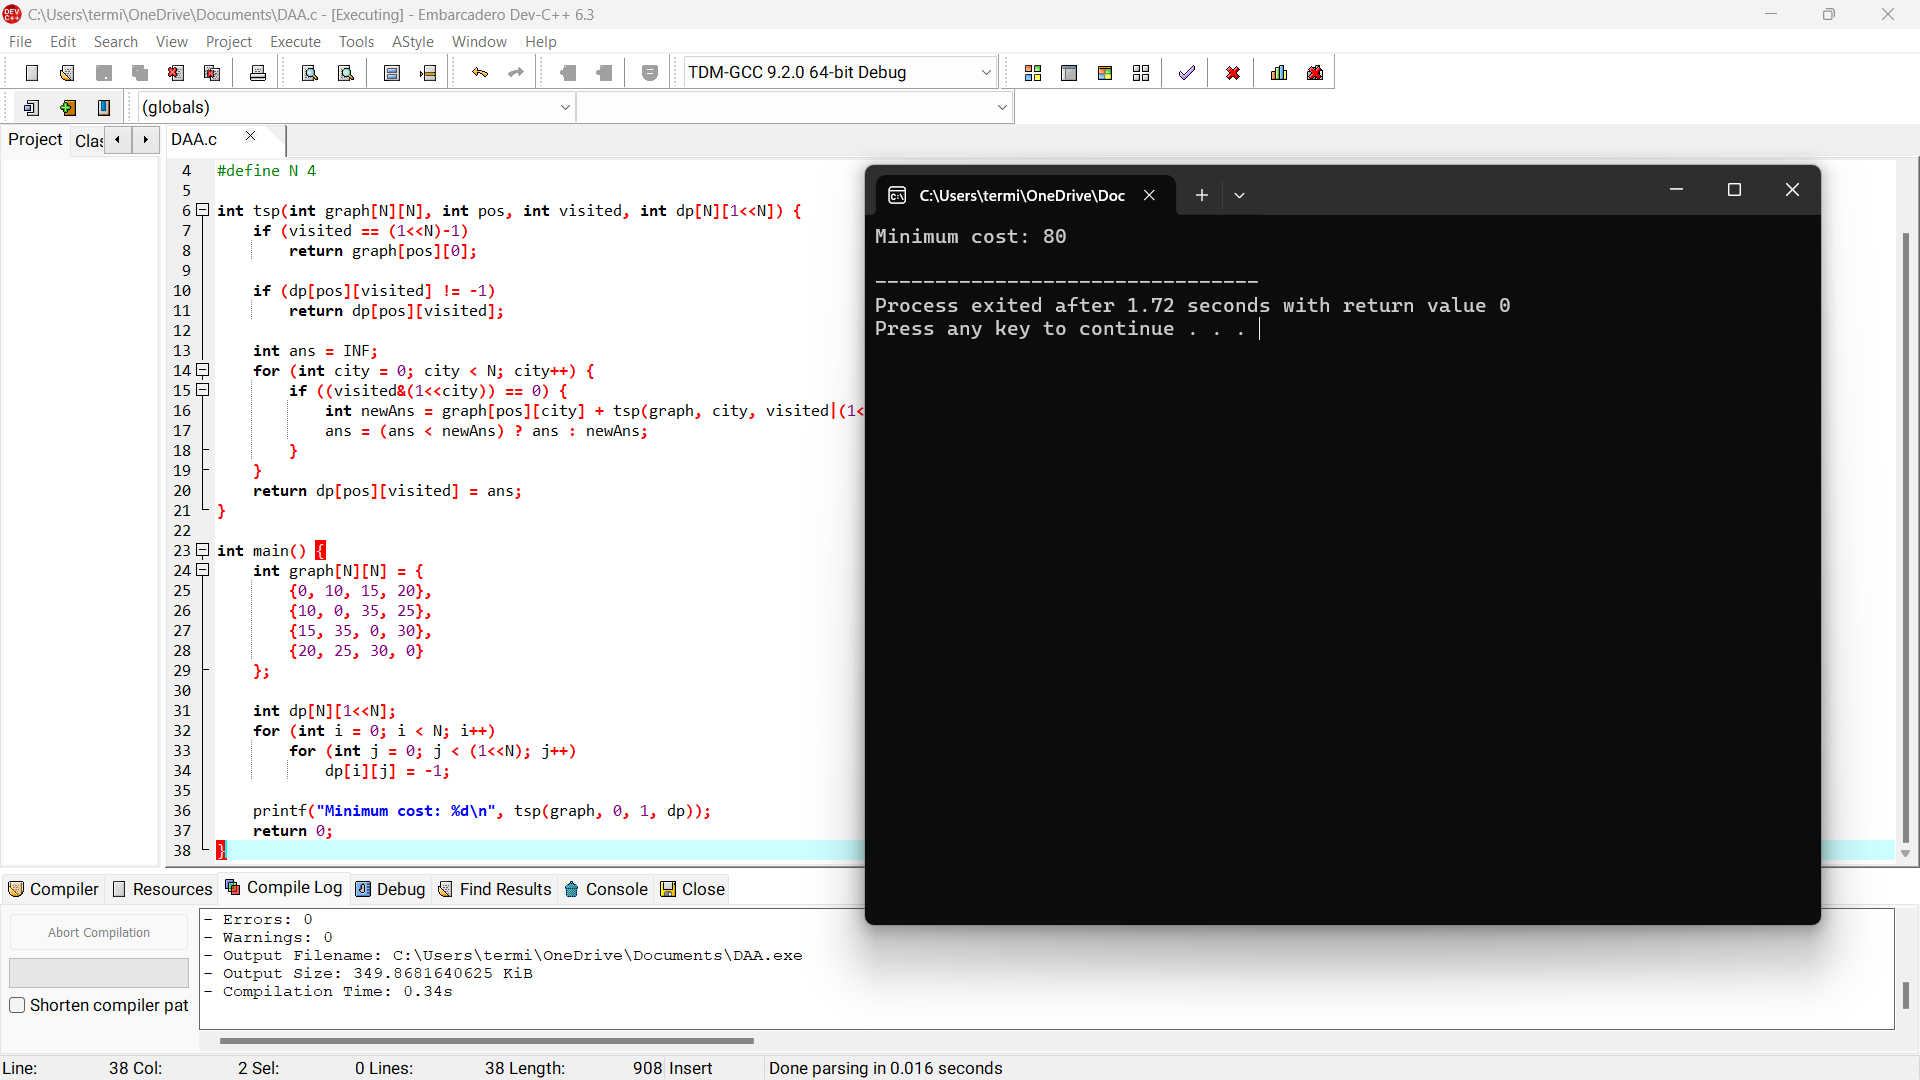 C:\Users\termi\OneDrive\Documents\DAA.c - [Executing] - Embarcadero Dev-C++ 6.3
File Edit Search View Project Execute Tools AStyle Window Help
TDM-GCC 9.2.0 64-bit Debug
(globals)
Project Clas DAA.c
4 #define N 4
5
6 int tsp(int graph[N][N], int pos, int visited, int dp[N][1<<N]) {
7 if (visited == (1<<N)-1)
8 return graph[pos][0];
9
10 if (dp[pos][visited] != -1)
11 return dp[pos][visited];
12
13 int ans = INF;
14 for (int city = 0; city < N; city++) {
15 if ((visited&(1<<city)) == 0) {
16 int newAns = graph[pos][city] + tsp(graph, city, visited|(1<
17 ans = (ans < newAns) ? ans : newAns;
18 }
19 }
20 return dp[pos][visited] = ans;
21 }
22
23 int main() {
24 int graph[N][N] = {
25 {0, 10, 15, 20},
26 {10, 0, 35, 25},
27 {15, 35, 0, 30},
28 {20, 25, 30, 0}
29 };
30
31 int dp[N][1<<N];
32 for (int i = 0; i < N; i++)
33 for (int j = 0; j < (1<<N); j++)
34 dp[i][j] = -1;
35
36 printf("Minimum cost: %d\n", tsp(graph, 0, 1, dp));
37 return 0;
38 }
C:\Users\termi\OneDrive\Doc
Minimum cost: 80
--------------------------------
Process exited after 1.72 seconds with return value 0
Press any key to continue . . .
Compiler Resources Compile Log Debug Find Results Console Close
Abort Compilation
Shorten compiler pat
- Errors: 0
- Warnings: 0
- Output Filename: C:\Users\termi\OneDrive\Documents\DAA.exe
- Output Size: 349.8681640625 KiB
- Compilation Time: 0.34s
Line: 38 Col: 2 Sel: 0 Lines: 38 Length: 908 Insert Done parsing in 0.016 seconds